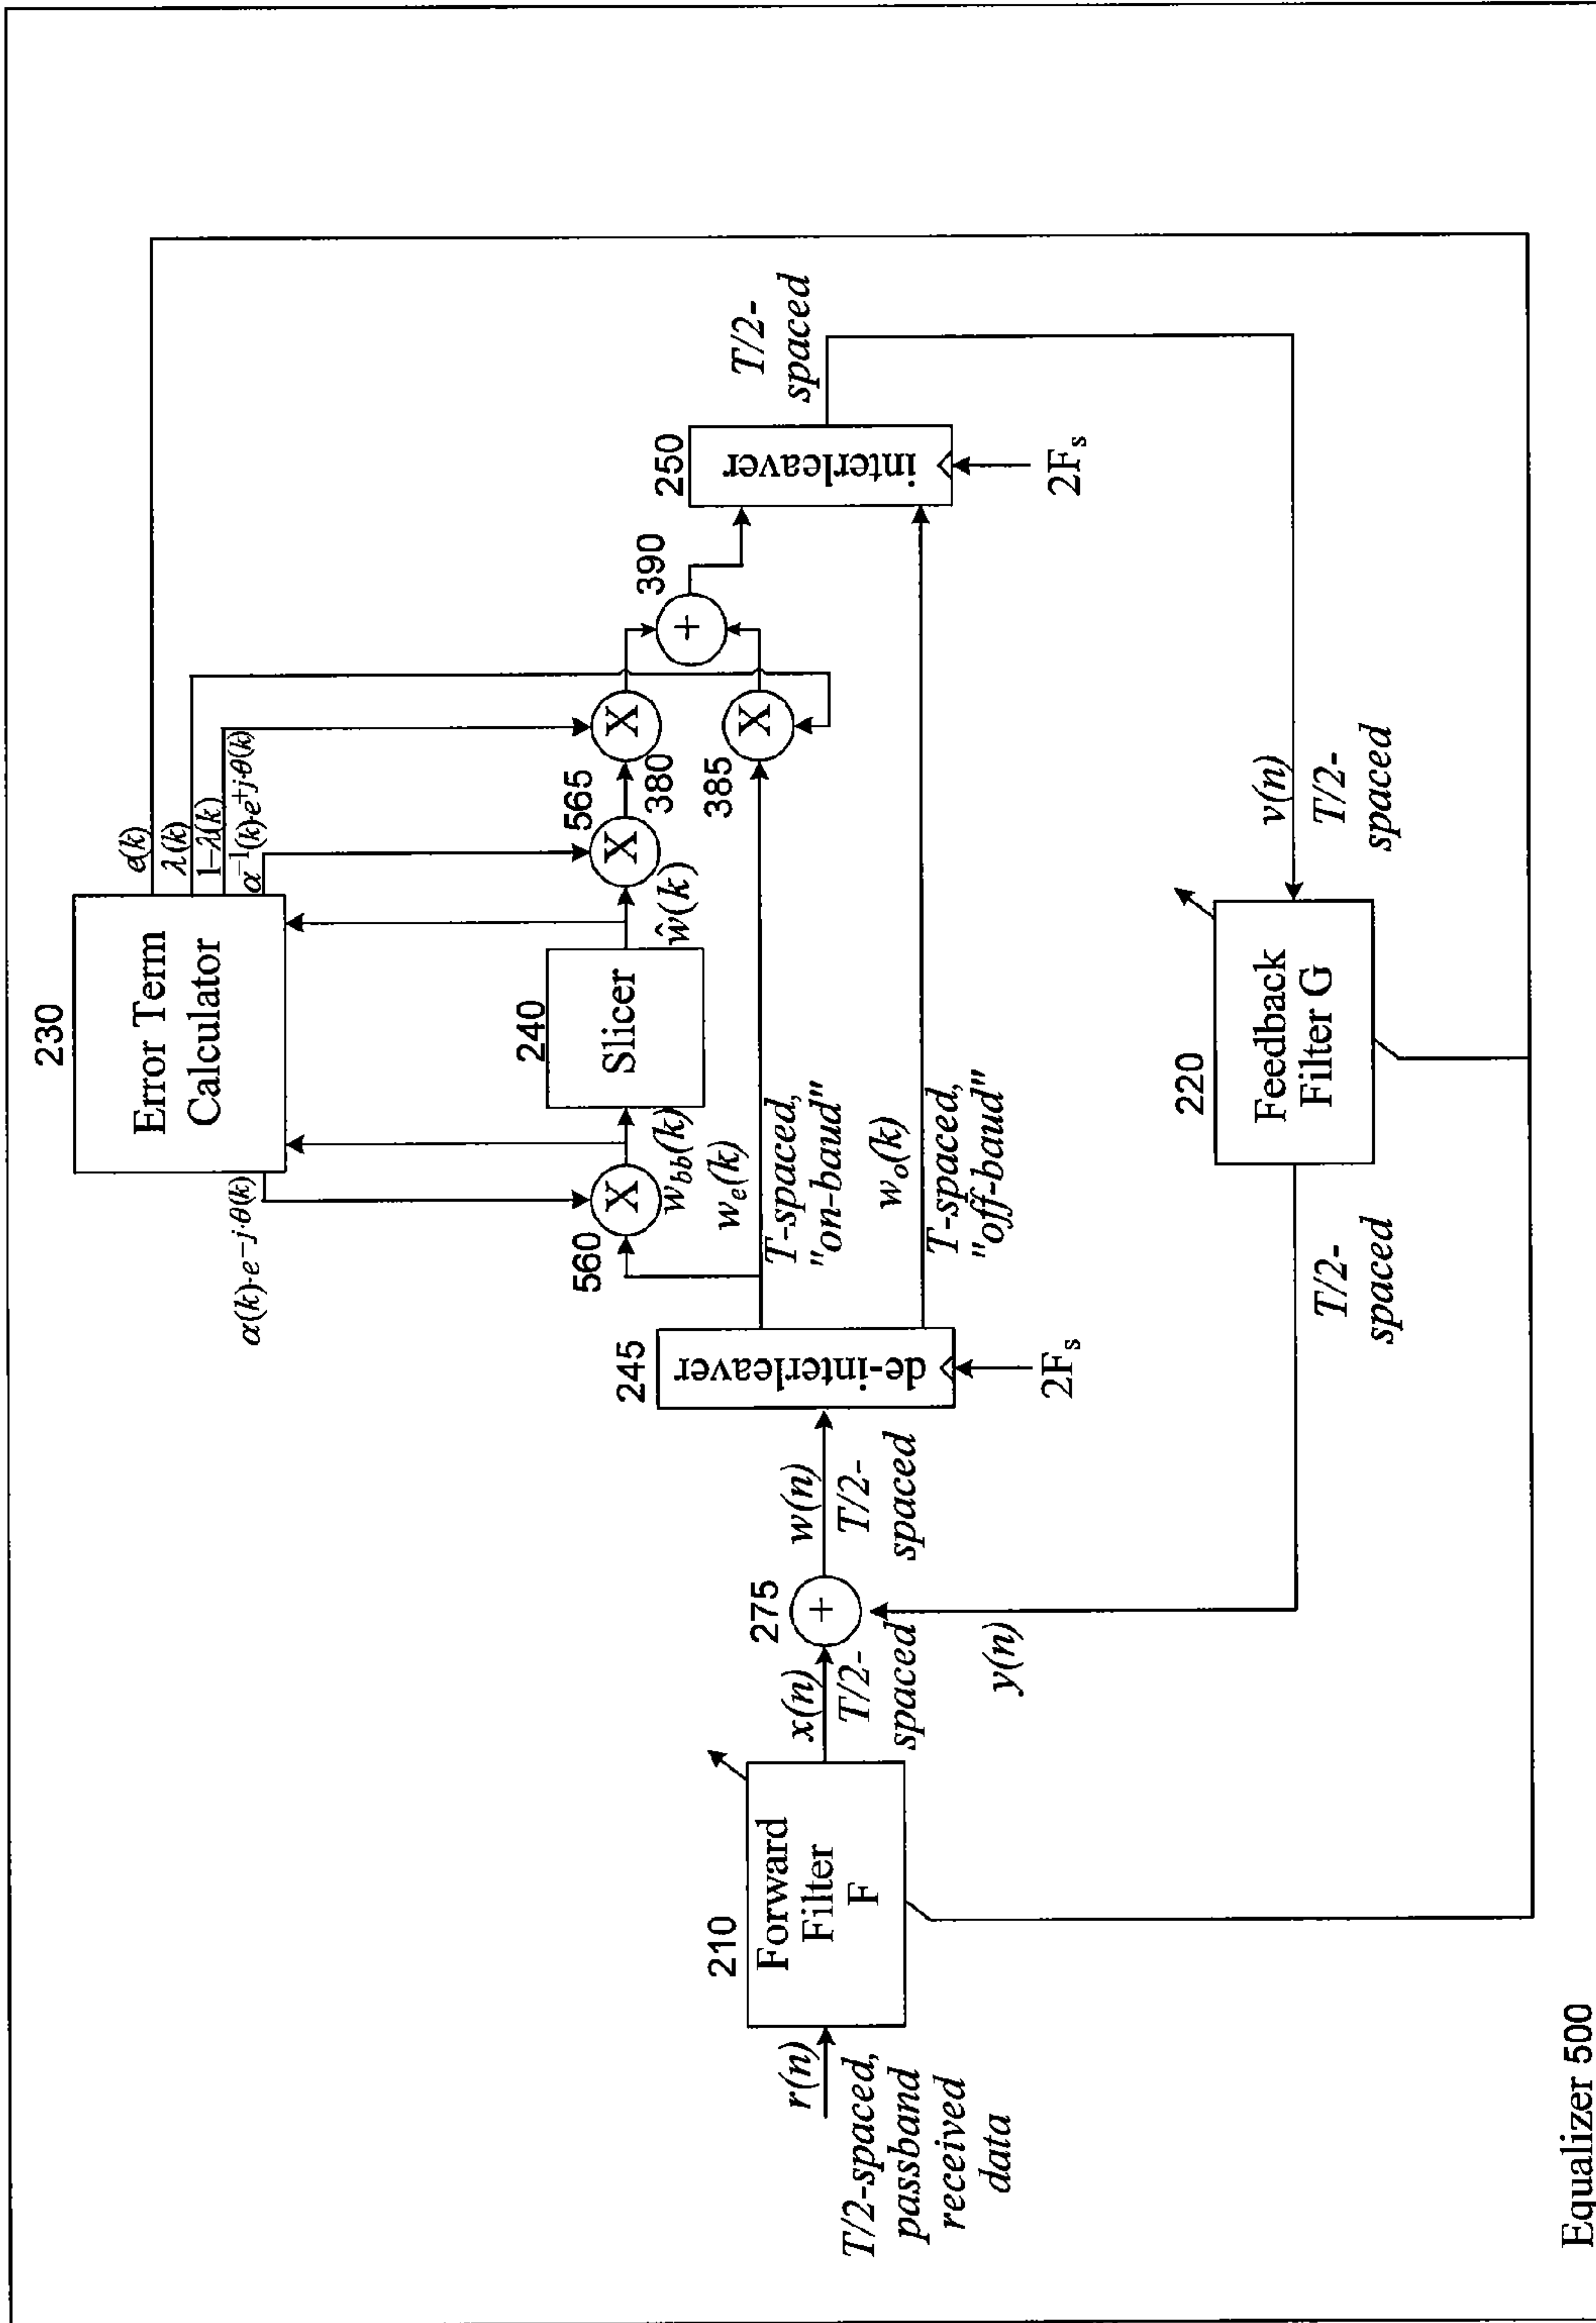 230
Error Term
Calculator
e(k)
λ(k)
1−λ(k)
α⁻¹(k)·e⁺ʲ·θ(k)
α(k)·e⁻ʲ·θ(k)
560
X
w_bb(k)
240
Slicer
ŵ(k)
565
X
380
X
385
X
390
+
250
interleaver
2Fₛ
T/2-
spaced
w_e(k)
T-spaced,
"on-baud"
w_o(k)
T-spaced,
"off-baud"
245
de-interleaver
2Fₛ
r(n)
T/2-spaced,
passband
received
data
210
Forward
Filter
F
x(n)
T/2-
spaced
275
+
w(n)
T/2-
spaced
y(n)
T/2-
spaced
220
Feedback
Filter G
v(n)
T/2-
spaced
Equalizer 500